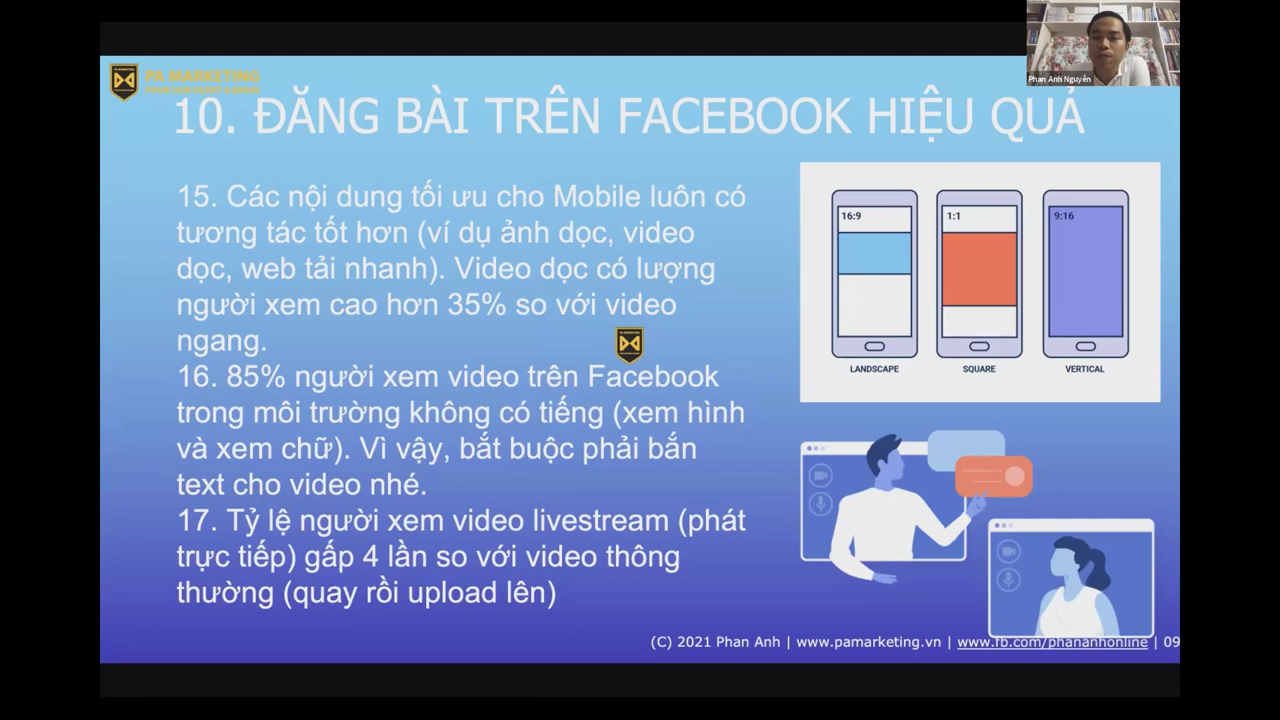 PA MARKETING
Phan Anh Nguyễn
10. ĐĂNG BÀI TRÊN FACEBOOK HIỆU QUẢ
15. Các nội dung tối ưu cho Mobile luôn có
tương tác tốt hơn (ví dụ ảnh dọc, video
dọc, web tải nhanh). Video dọc có lượng
người xem cao hơn 35% so với video
ngang.
16. 85% người xem video trên Facebook
trong môi trường không có tiếng (xem hình
và xem chữ). Vì vậy, bắt buộc phải bắn
text cho video nhé.
17. Tỷ lệ người xem video livestream (phát
trực tiếp) gấp 4 lần so với video thông
thường (quay rồi upload lên)
16:9
1:1
9:16
LANDSCAPE
SQUARE
VERTICAL
(C) 2021 Phan Anh | www.pamarketing.vn | www.fb.com/phananhonline | 09